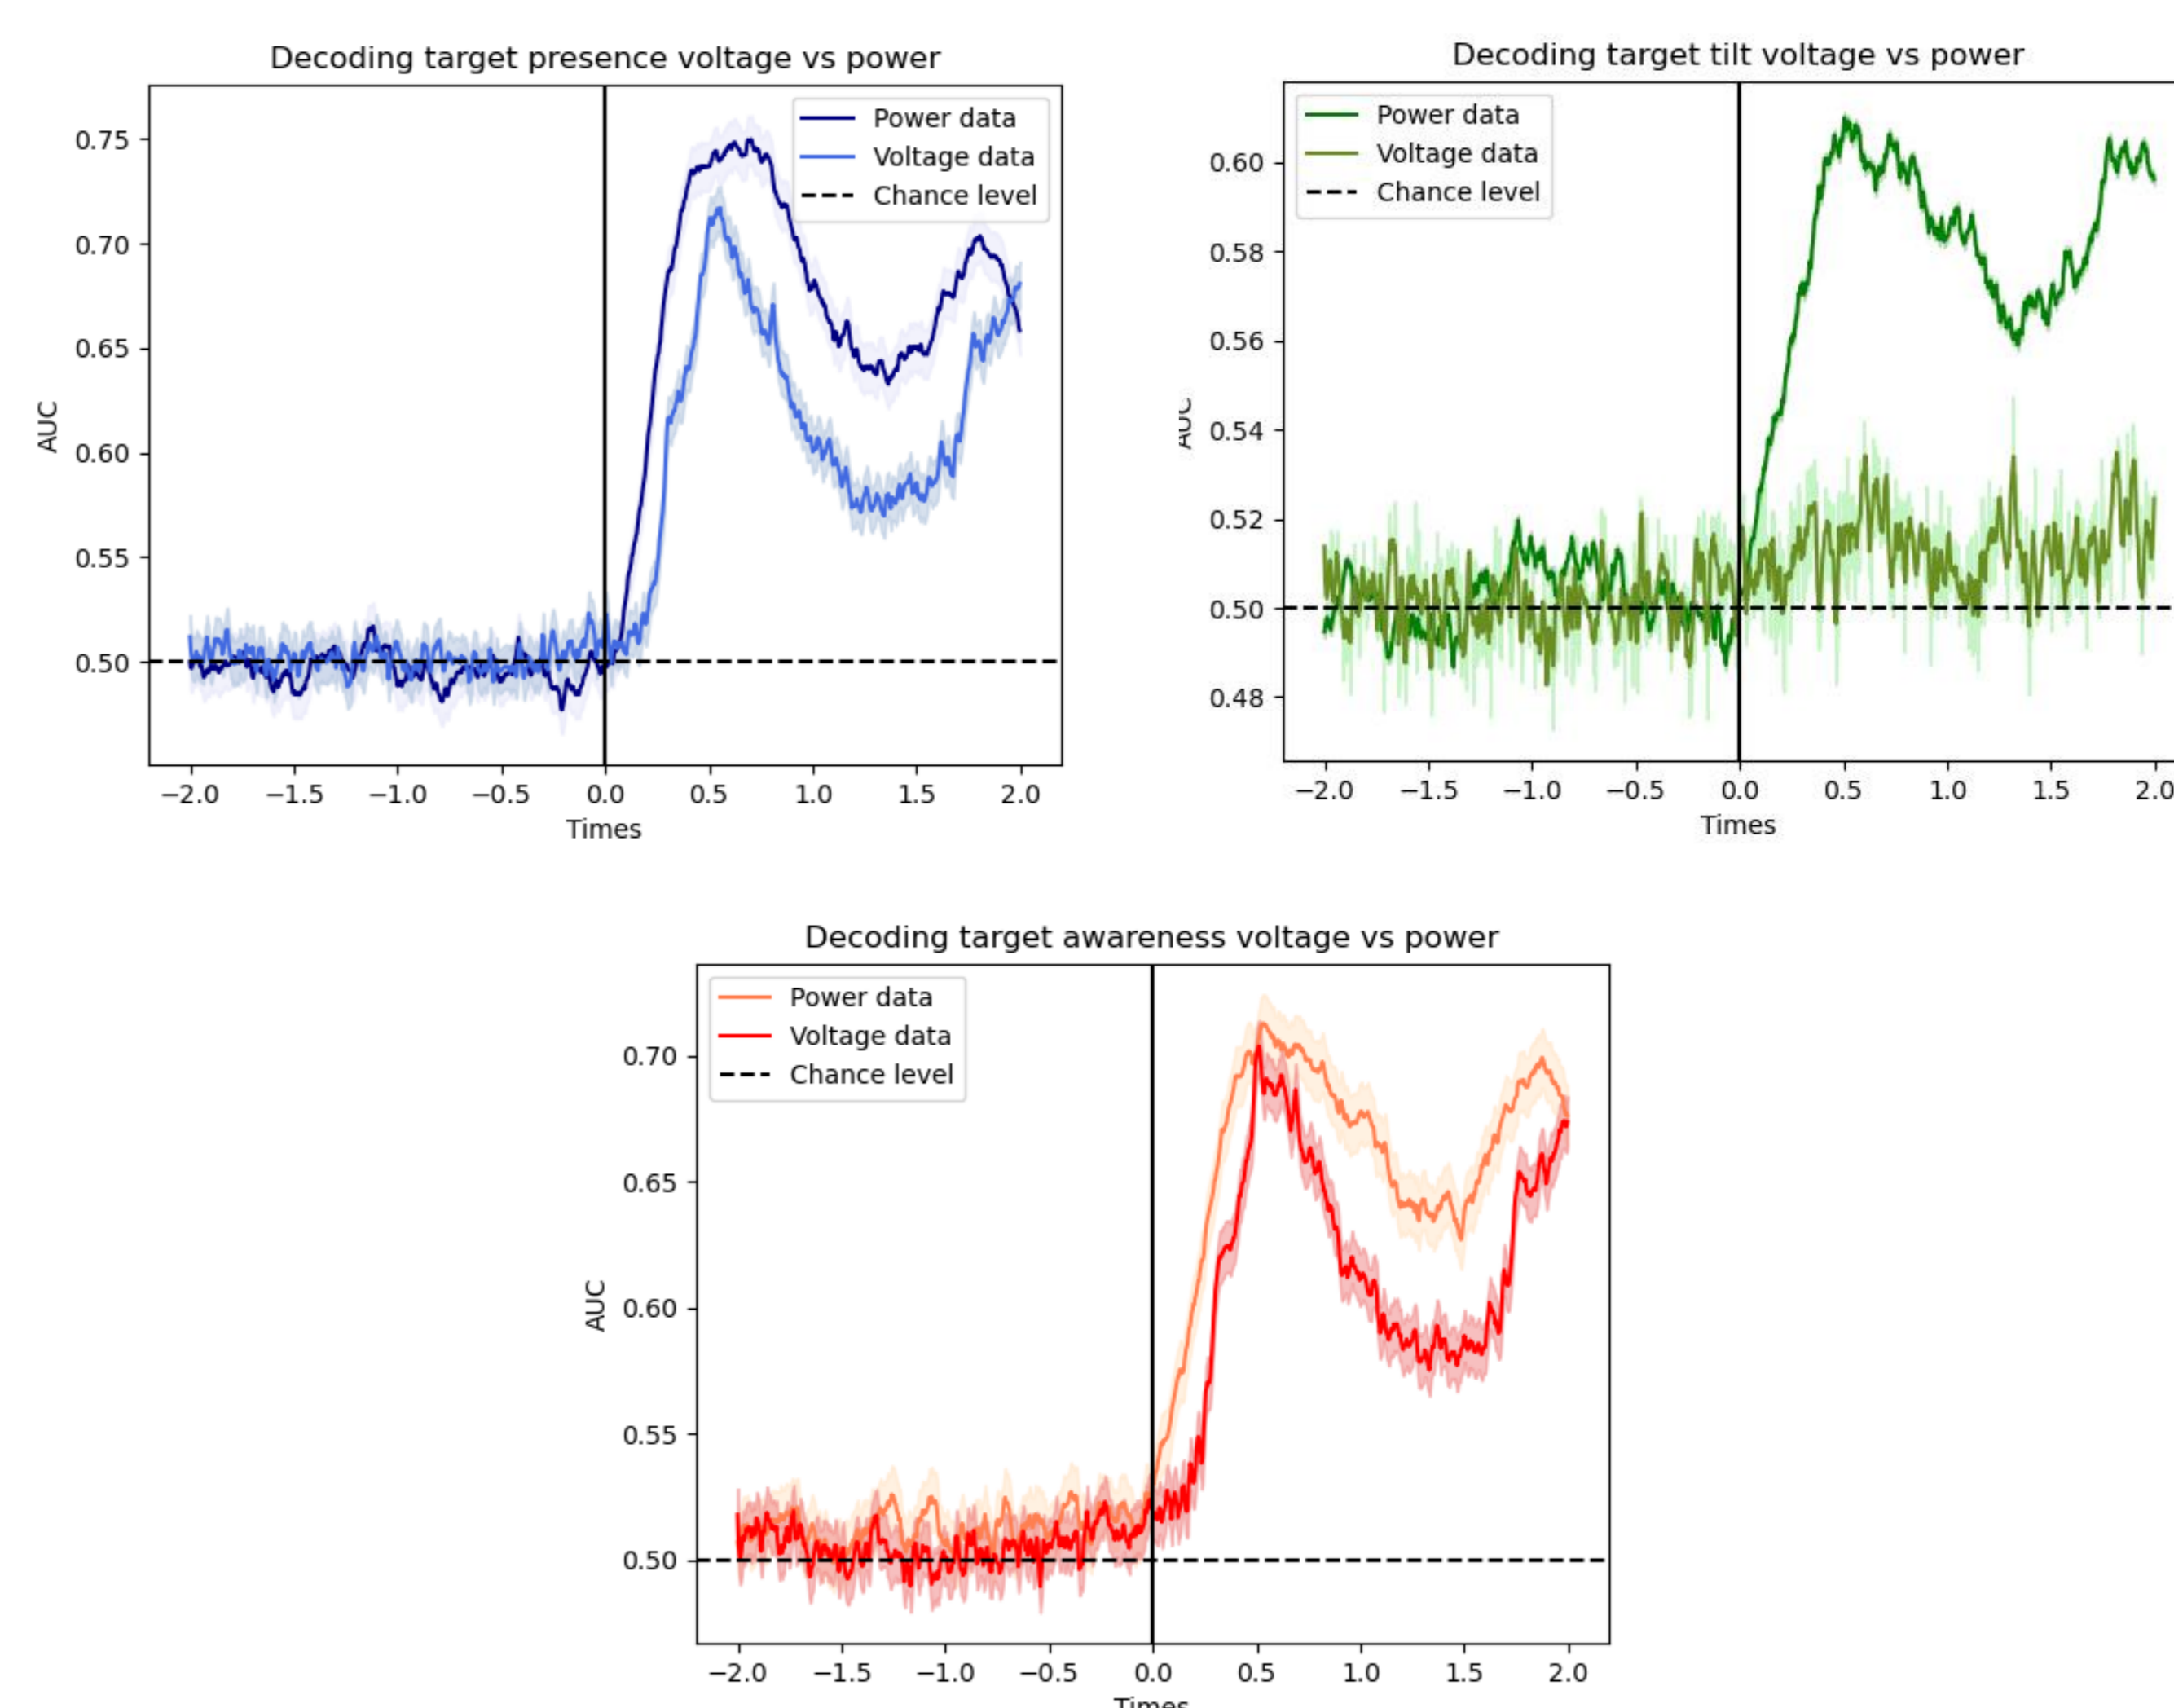 Decoding target presence voltage vs power
Power data
Voltage data
Chance level
0.75
0.70
0.65
0.60
0.55
0.50
AUC
−2.0 −1.5 −1.0 −0.5 0.0 0.5 1.0 1.5 2.0
Times
Decoding target tilt voltage vs power
Power data
Voltage data
Chance level
0.60
0.58
0.56
0.54
0.52
0.50
0.48
AUC
−2.0 −1.5 −1.0 −0.5 0.0 0.5 1.0 1.5 2.0
Times
Decoding target awareness voltage vs power
Power data
Voltage data
Chance level
0.70
0.65
0.60
0.55
0.50
AUC
−2.0 −1.5 −1.0 −0.5 0.0 0.5 1.0 1.5 2.0
Times